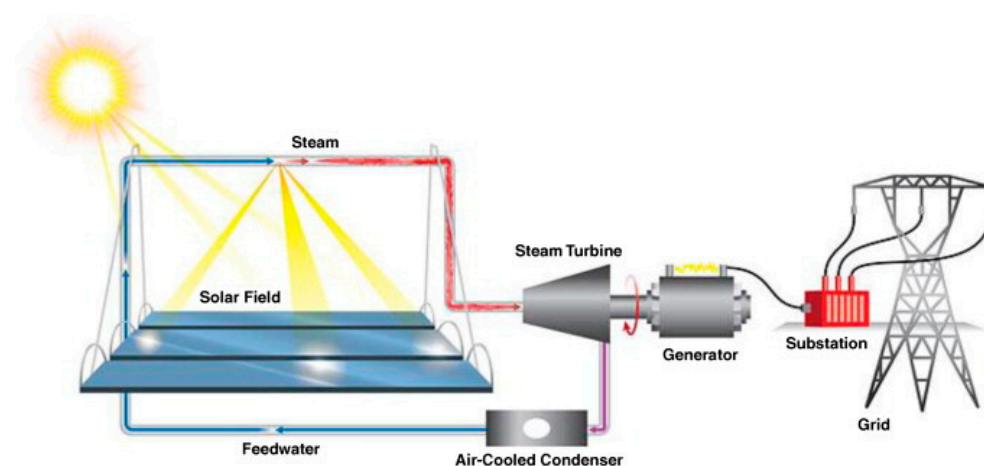 Steam
Solar Field
Steam Turbine
Generator
Substation
Grid
Feedwater
Air-Cooled Condenser